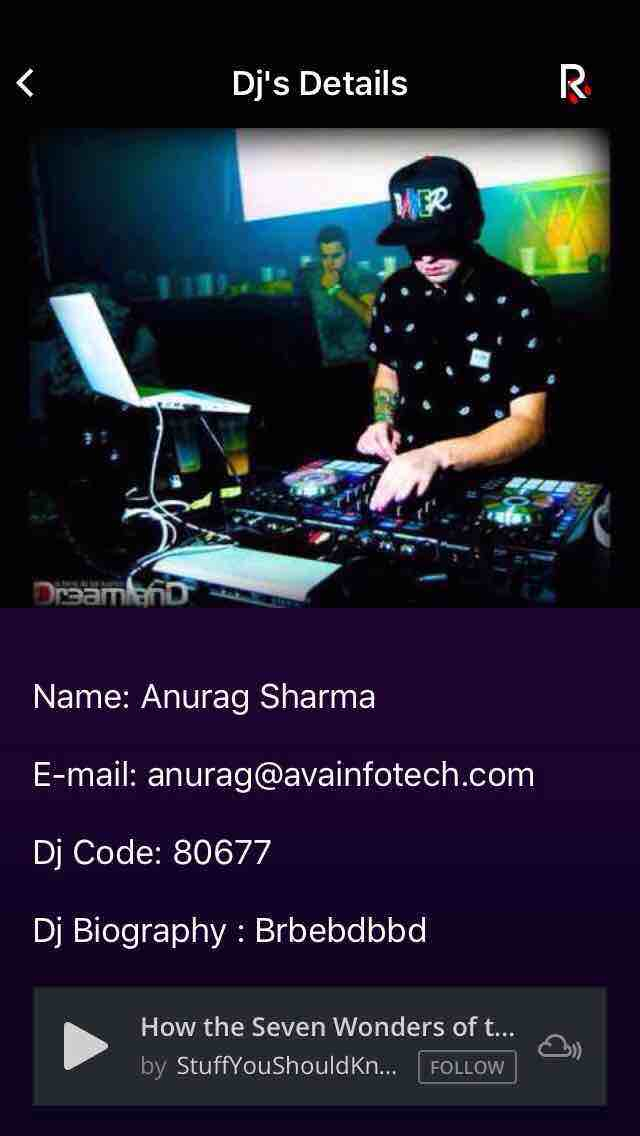 Dj's Details
R
DreamlanD
Name: Anurag Sharma
E-mail: anurag@avainfotech.com
Dj Code: 80677
Dj Biography : Brbebdbbd
How the Seven Wonders of t...
by StuffYouShouldKn...
FOLLOW